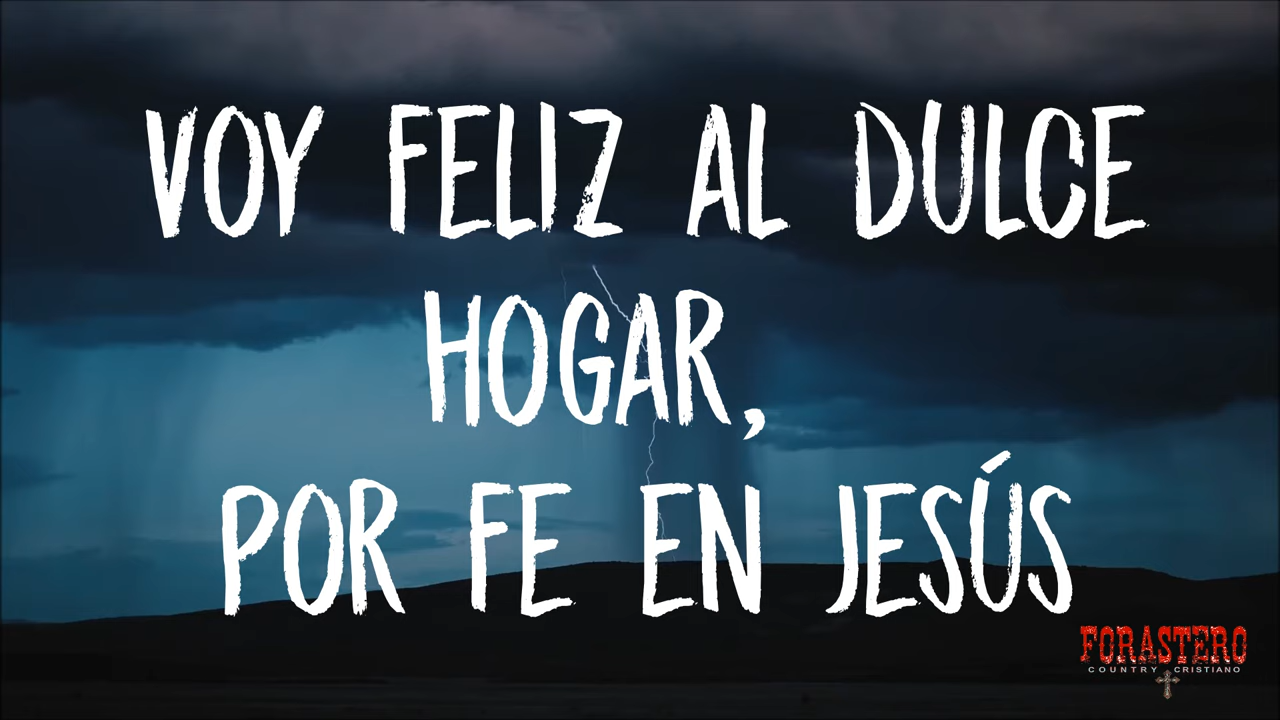 VOY FELIZ AL DULCE
HOGAR,
POR FE EN JESÚS
FORASTERO
COUNTRY CRISTIANO